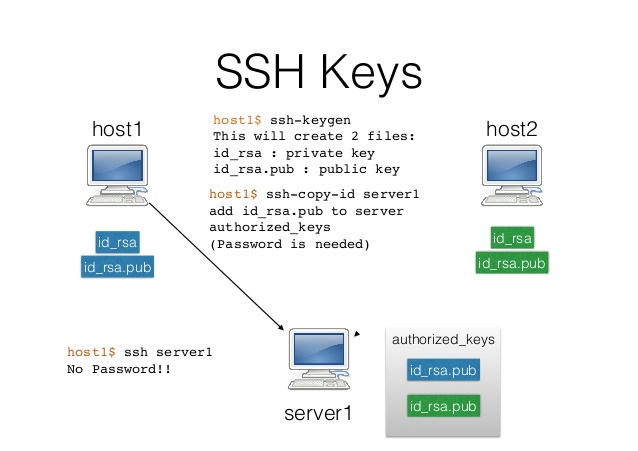 SSH Keys
host1
host1$ ssh-keygen
This will create 2 files:
id_rsa : private key
id_rsa.pub : public key
host2
host1$ ssh-copy-id server1
add id_rsa.pub to server
authorized_keys
(Password is needed)
id_rsa
id_rsa.pub
id_rsa
id_rsa.pub
host1$ ssh server1
No Password!!
server1
authorized_keys
id_rsa.pub
id_rsa.pub